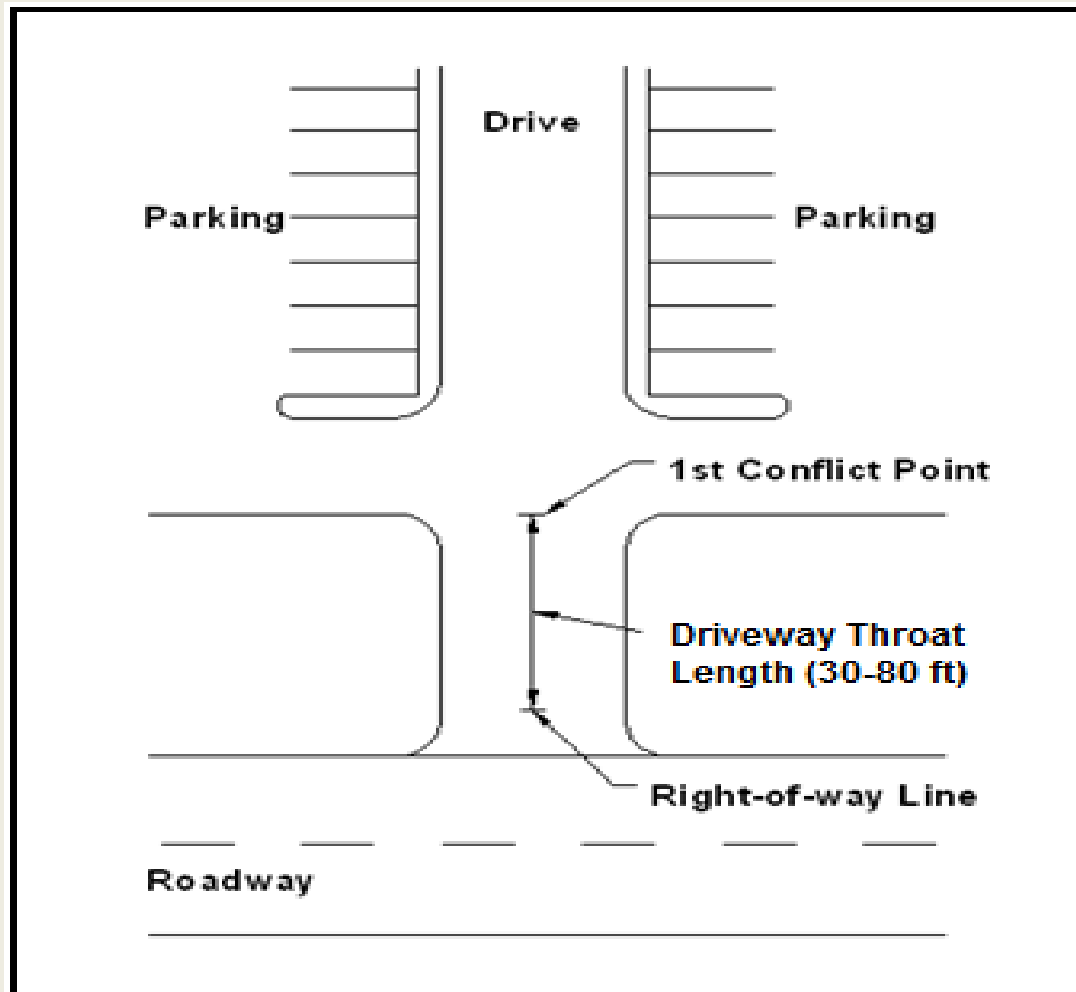 Drive
Parking
Parking
1st Conflict Point
Driveway Throat
Length (30-80 ft)
Right-of-way Line
Roadway